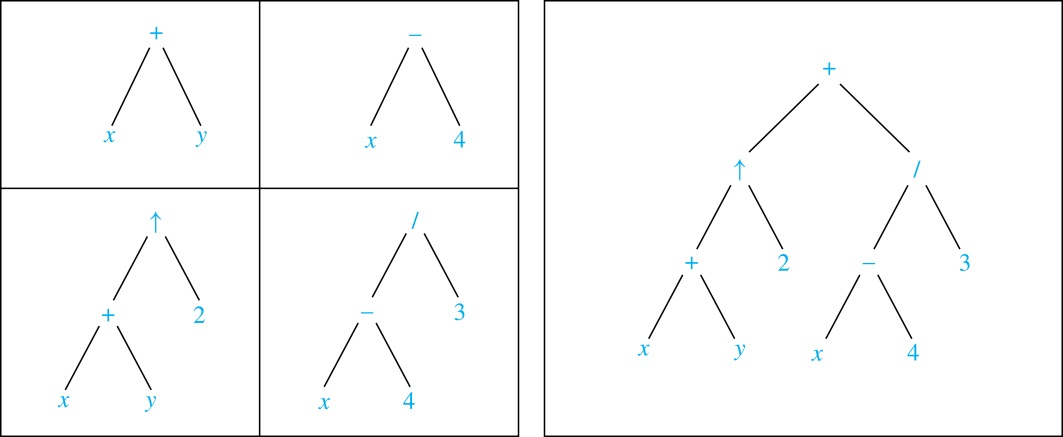 +
x y
−
x 4
↑
+ 2
x y
/
− 3
x 4
+
↑ /
+ 2 − 3
x y x 4